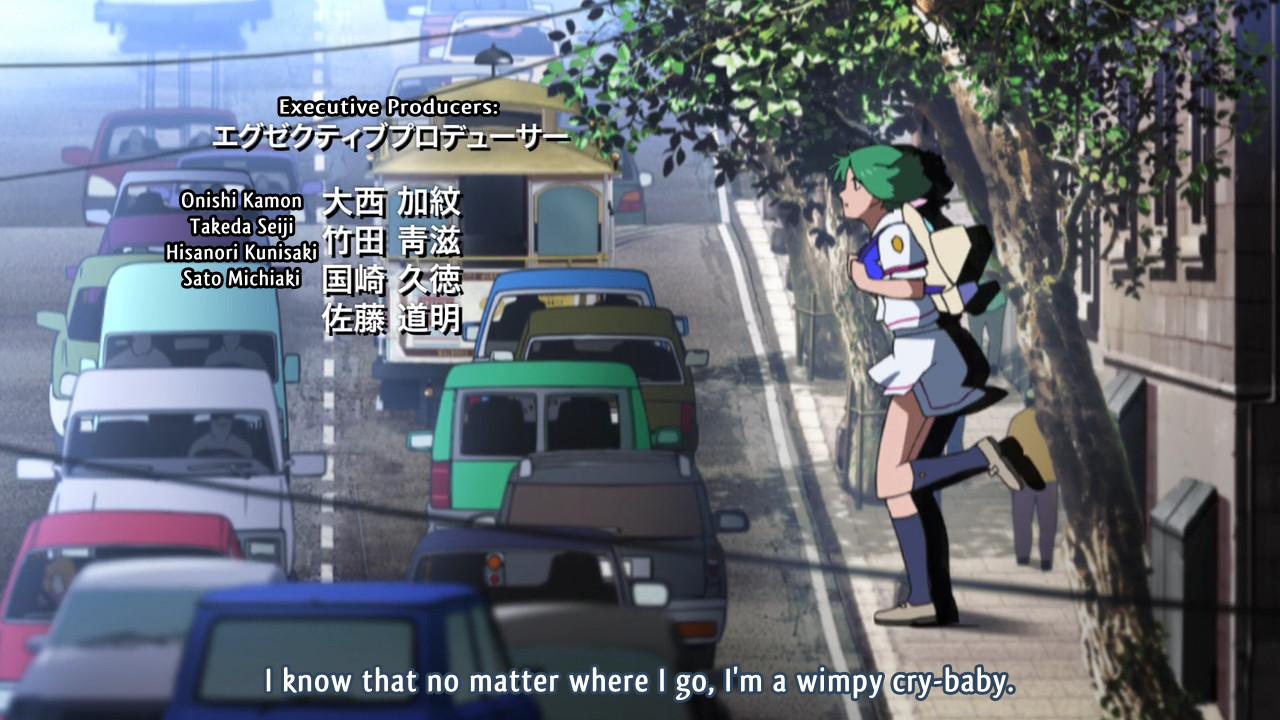 Executive Producers:
エグゼクティブプロデューサー
Onishi Kamon
Takeda Seiji
Hisanori Kunisaki
Sato Michiaki
大西 加紋
竹田 靑滋
国崎 久徳
佐藤 道明
I know that no matter where I go, I'm a wimpy cry-baby.